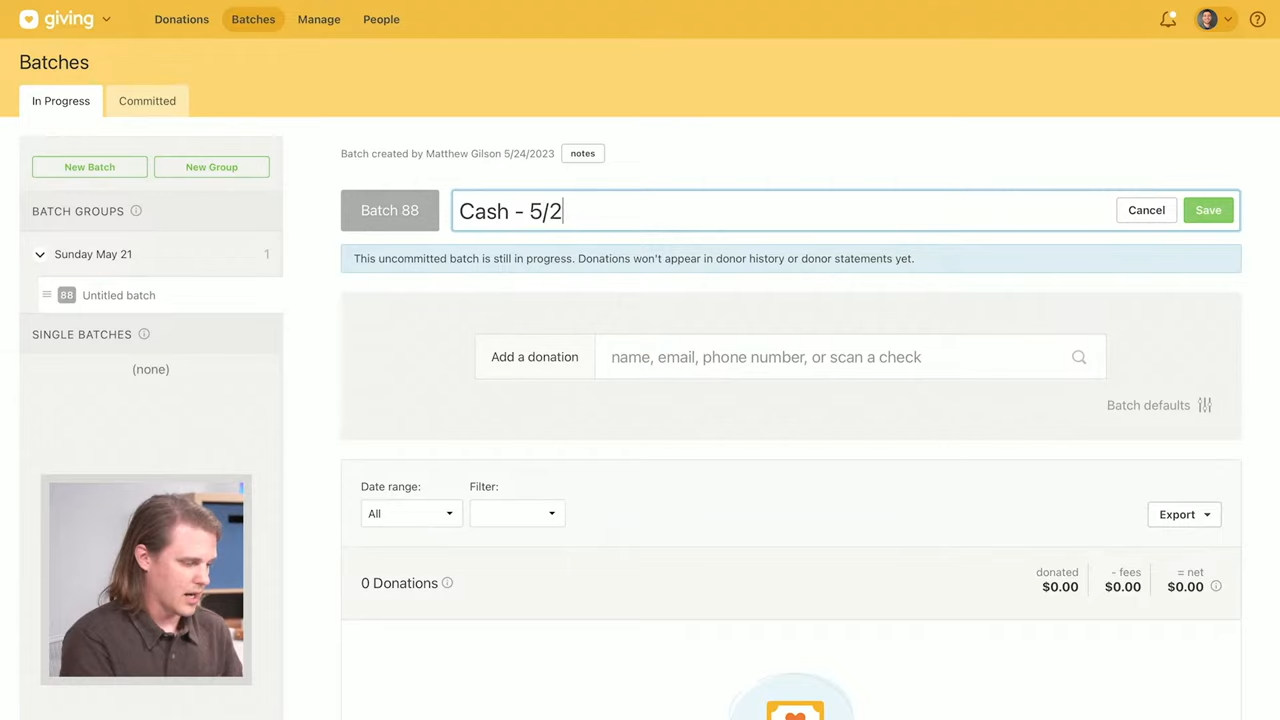 giving
Donations
Batches
Manage
People
Batches
In Progress
Committed
New Batch
New Group
BATCH GROUPS
Sunday May 21
1
88
Untitled batch
SINGLE BATCHES
(none)
Batch created by Matthew Gilson 5/24/2023
notes
Batch 88
Cash - 5/2
Cancel
Save
This uncommitted batch is still in progress. Donations won't appear in donor history or donor statements yet.
Add a donation
name, email, phone number, or scan a check
Batch defaults
Date range:
Filter:
All
Export
0 Donations
donated
$0.00
- fees
$0.00
= net
$0.00